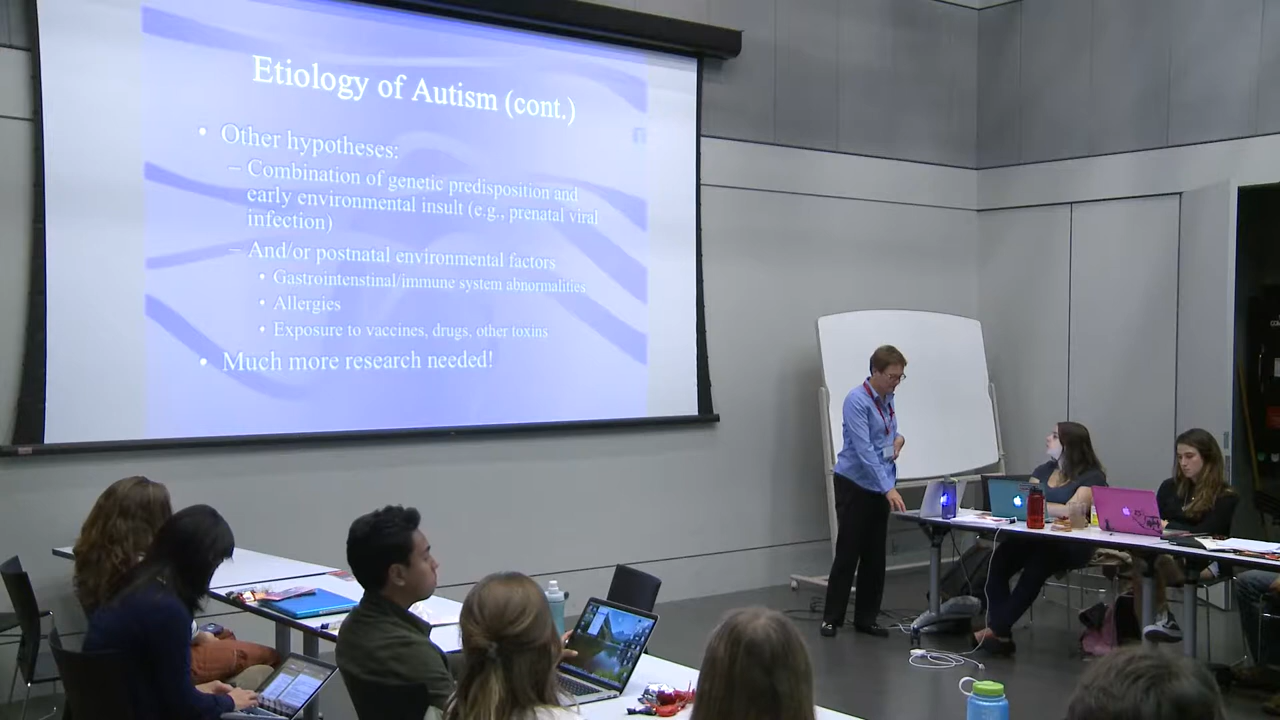 Etiology of Autism (cont.)
• Other hypotheses:
– Combination of genetic predisposition and
early environmental insult (e.g., prenatal viral
infection)
– And/or postnatal environmental factors
• Gastrointenstinal/immune system abnormalities
• Allergies
• Exposure to vaccines, drugs, other toxins
• Much more research needed!